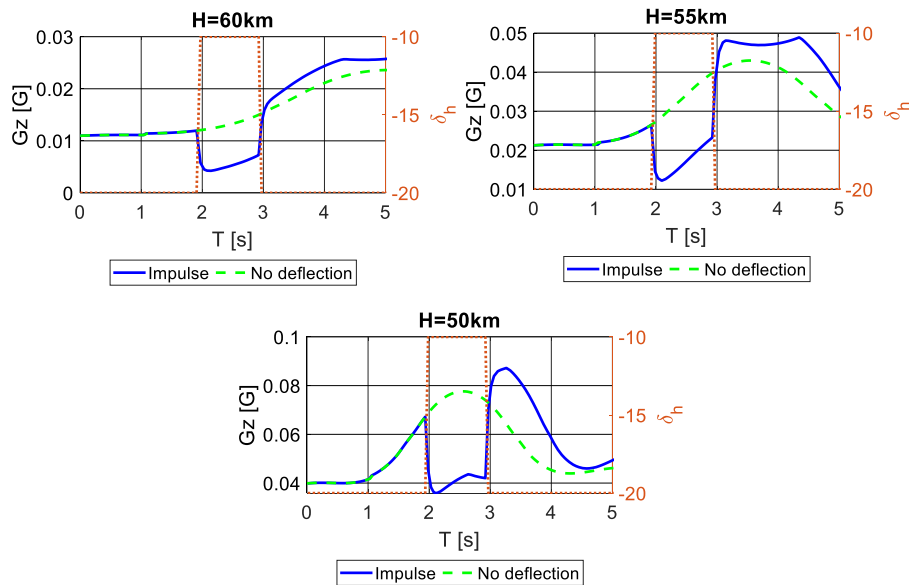 H=60km
Gz [G]
0.03
0.02
0.01
0
-10
-15
-20
δh
0 1 2 3 4 5
T [s]
Impulse No deflection
H=55km
Gz [G]
0.05
0.04
0.03
0.02
0.01
-10
-15
-20
δh
0 1 2 3 4 5
T [s]
Impulse No deflection
H=50km
Gz [G]
0.1
0.08
0.06
0.04
-10
-15
-20
δh
0 1 2 3 4 5
T [s]
Impulse No deflection